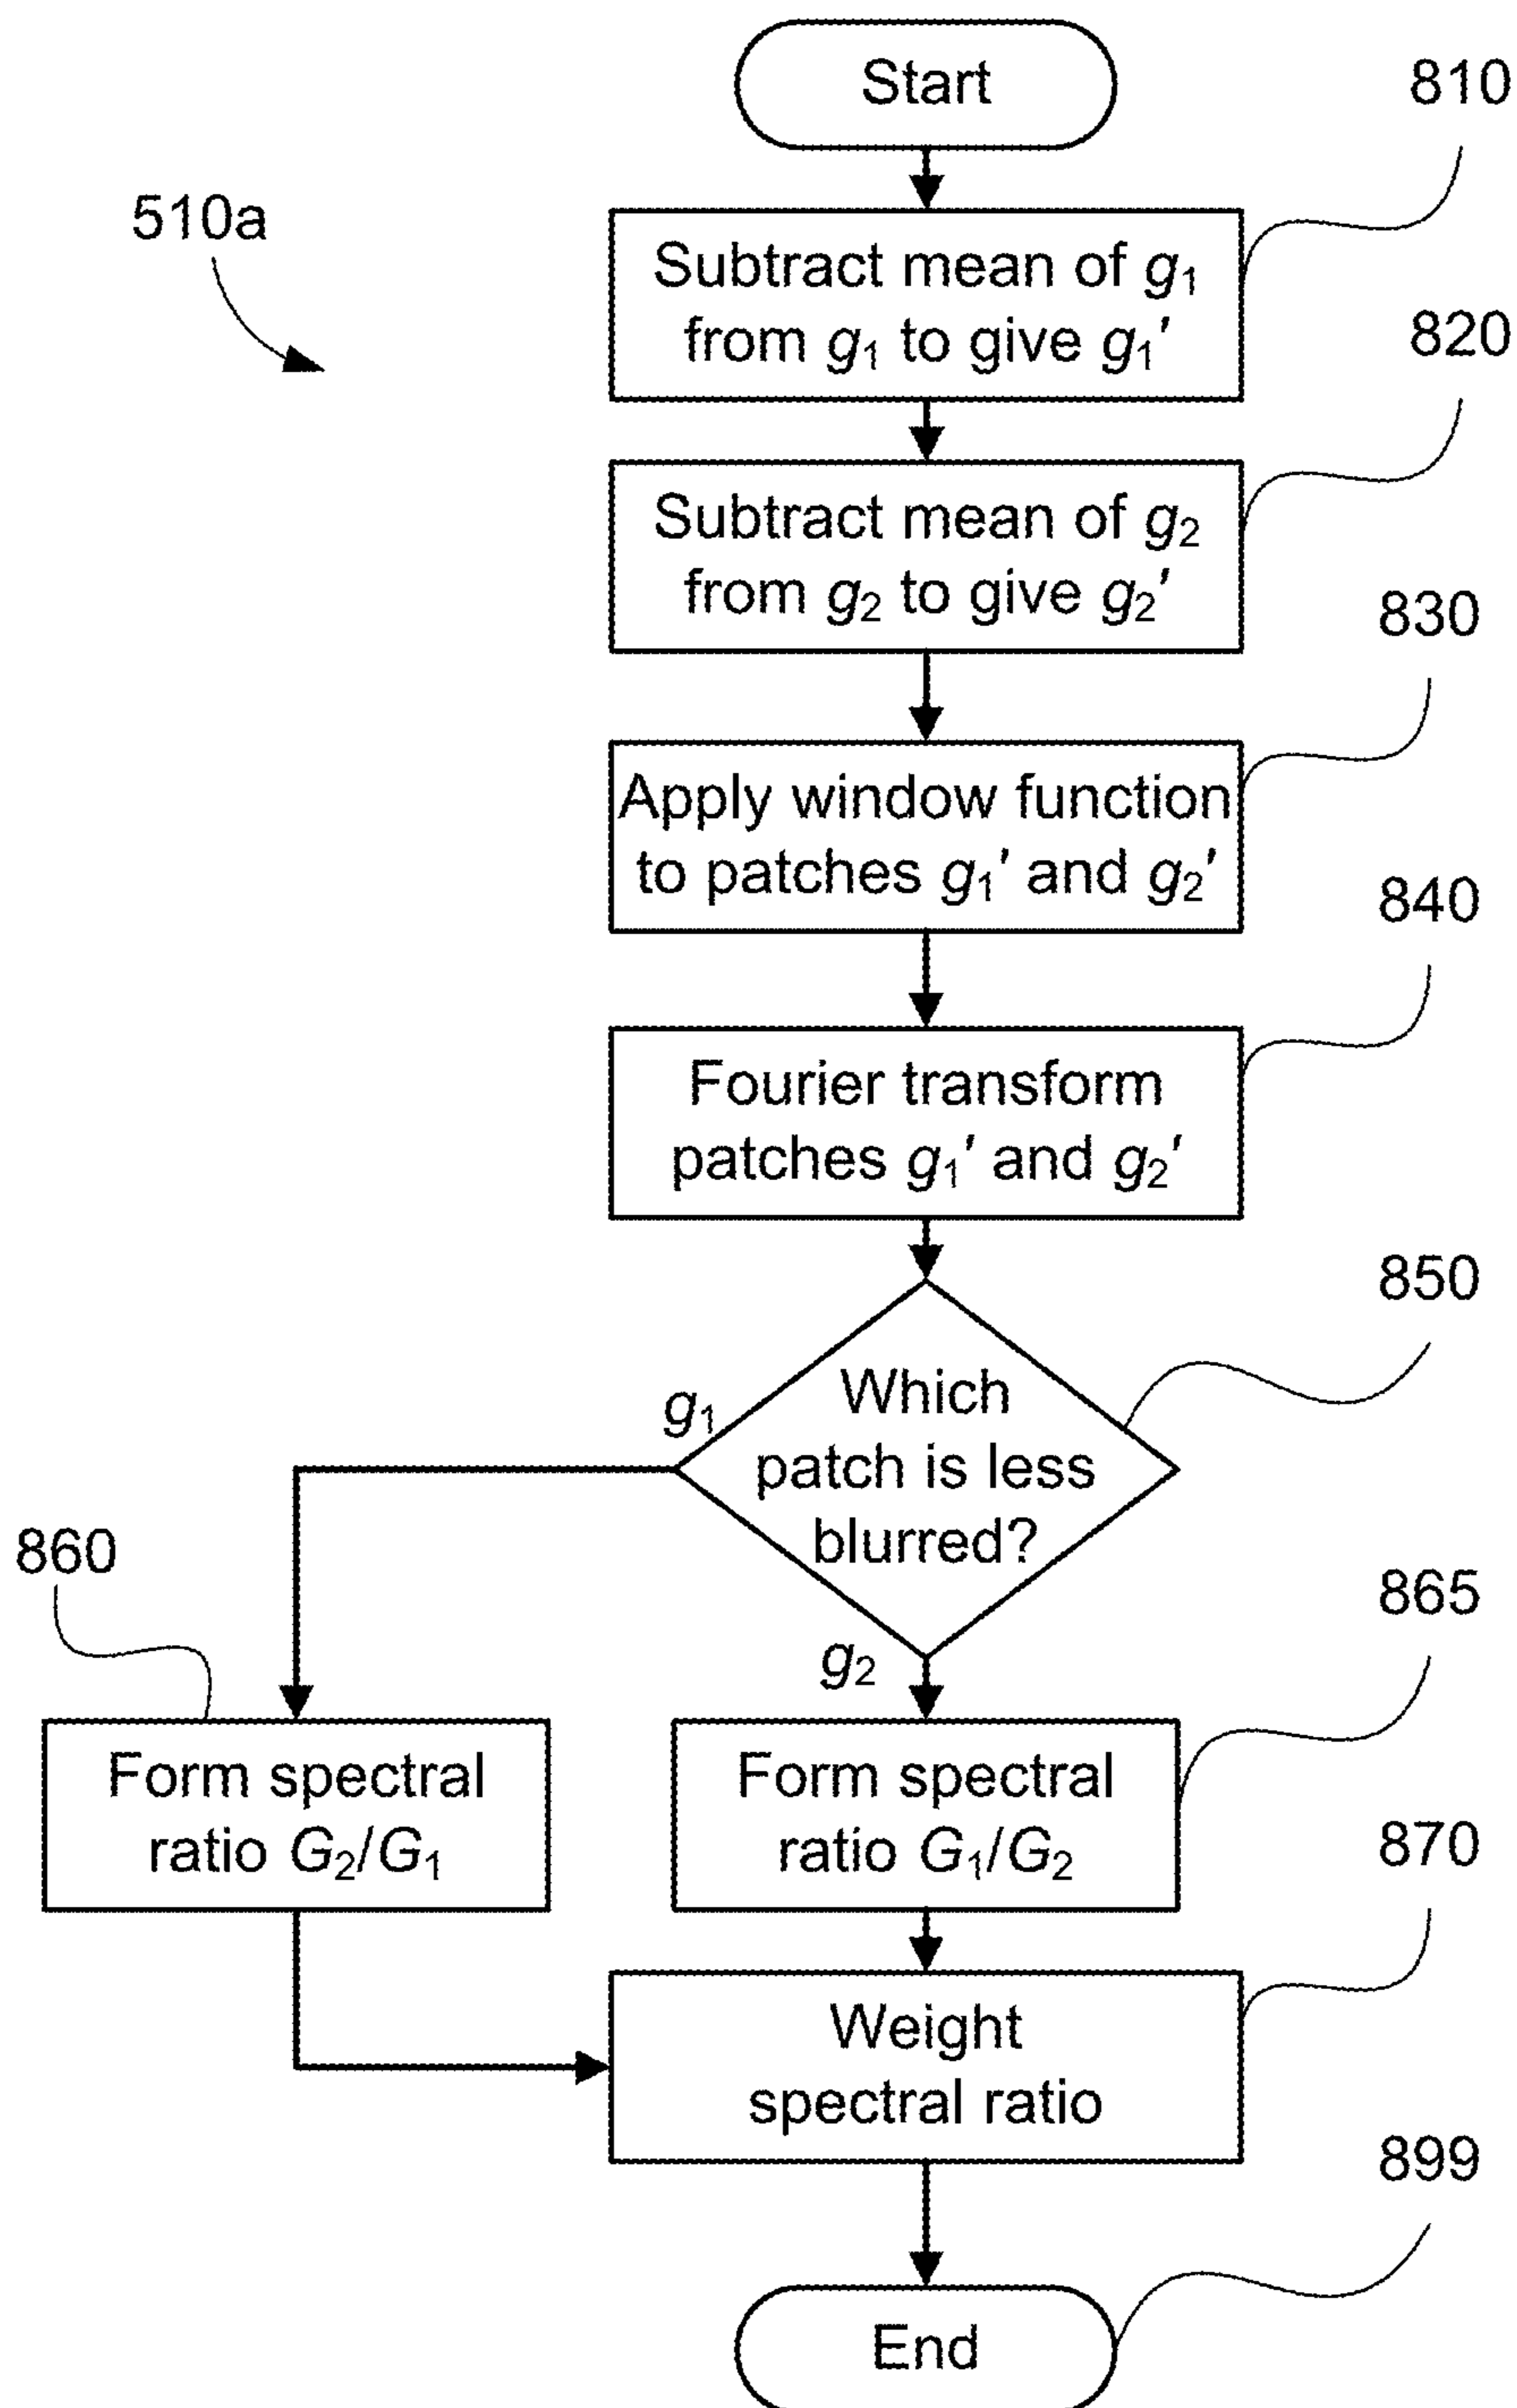 Start
810
510a
Subtract mean of g₁
from g₁ to give g₁′
820
Subtract mean of g₂
from g₂ to give g₂′
830
Apply window function
to patches g₁′ and g₂′
840
Fourier transform
patches g₁′ and g₂′
850
Which
patch is less
blurred?
g₁
g₂
860
865
Form spectral
ratio G₂/G₁
Form spectral
ratio G₁/G₂
870
Weight
spectral ratio
899
End